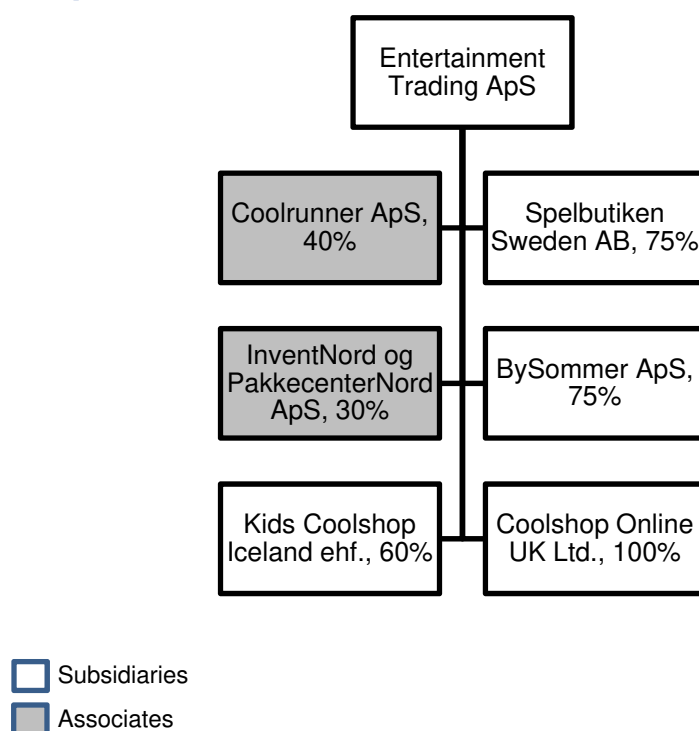 Entertainment
Trading ApS
Coolrunner ApS,
40%
Spelbutiken
Sweden AB, 75%
InventNord og
PakkecenterNord
ApS, 30%
BySommer ApS,
75%
Kids Coolshop
Iceland ehf., 60%
Coolshop Online
UK Ltd., 100%
Subsidiaries
Associates